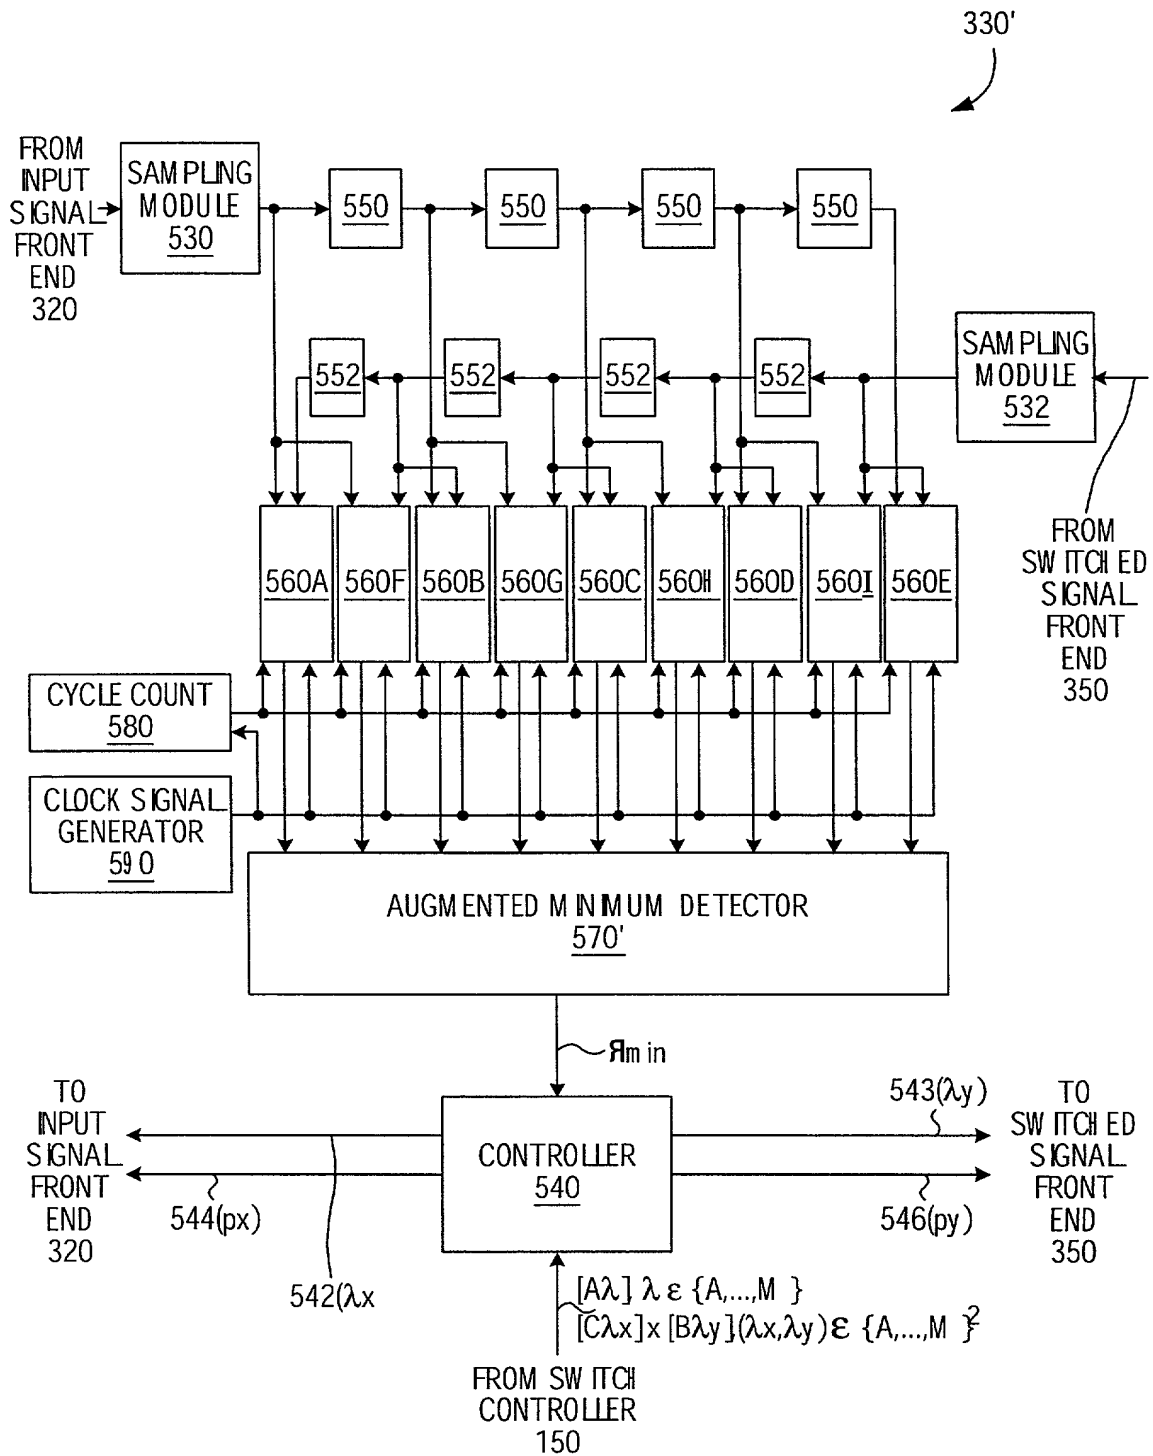 330'
FROM
INPUT
SIGNAL
FRONT
END
320
SAMPLING
MODULE
530
550
550
550
550
552
552
552
552
SAMPLING
MODULE
532
FROM
SWITCHED
SIGNAL
FRONT
END
350
560A
560F
560B
560G
560C
560H
560D
560I
560E
CYCLE COUNT
580
CLOCK SIGNAL
GENERATOR
590
AUGMENTED MINIMUM DETECTOR
570'
Яmin
TO
INPUT
SIGNAL
FRONT
END
320
544(px)
542(λx
CONTROLLER
540
543(λy)
546(py)
TO
SWITCHED
SIGNAL
FRONT
END
350
[Aλ] λ ε {A,...,M }
[Cλx] x [Bλy](λx,λy) ε {A,...,M }²
FROM SWITCH
CONTROLLER
150